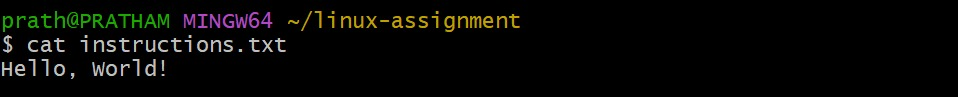 prath@PRATHAM MINGW64 ~/linux-assignment
$ cat instructions.txt
Hello, World!